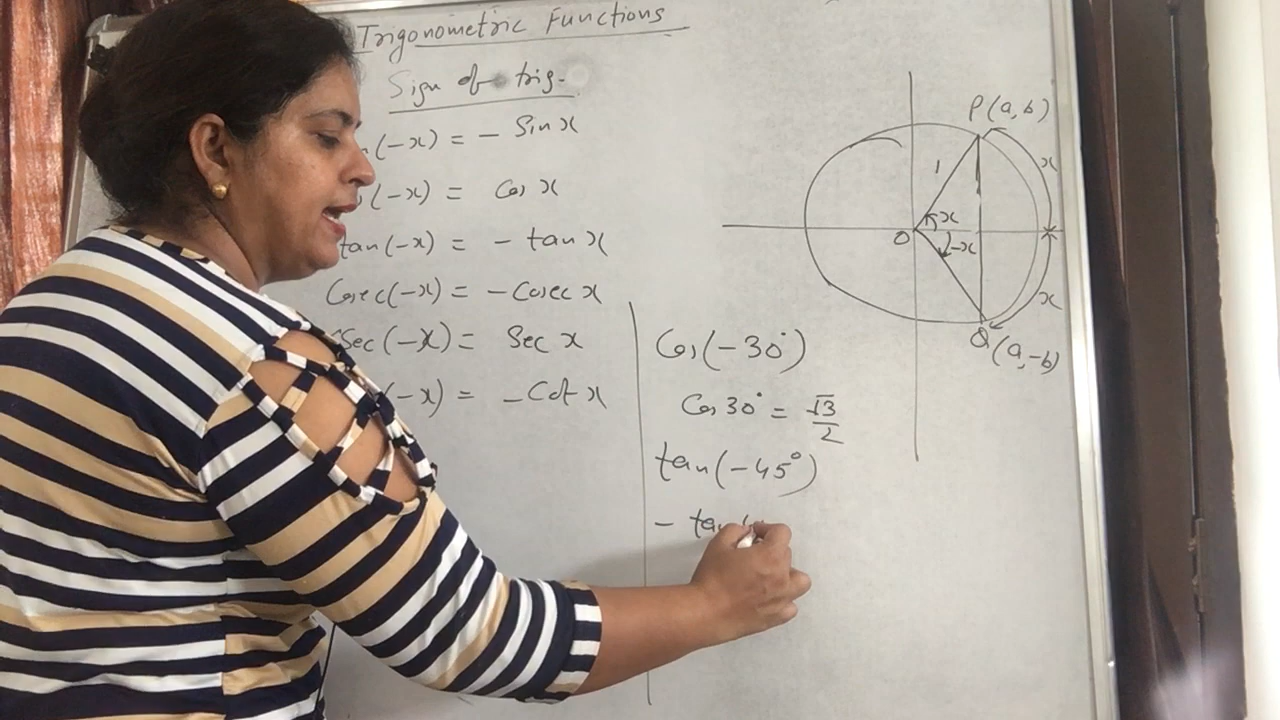 Trigonometric Functions
Sign of trig.
(-x) = - Sin x
(-x) = Cos x
tan(-x) = - tan x
Cosec(-x) = - Cosec x
Sec(-x) = Sec x
(-x) = - Cot x
Cos(-30°)
Cos 30° = √3/2
tan(-45°)
- tan
P(a, b)
1
x
x
O
-x
x
Q(a, -b)